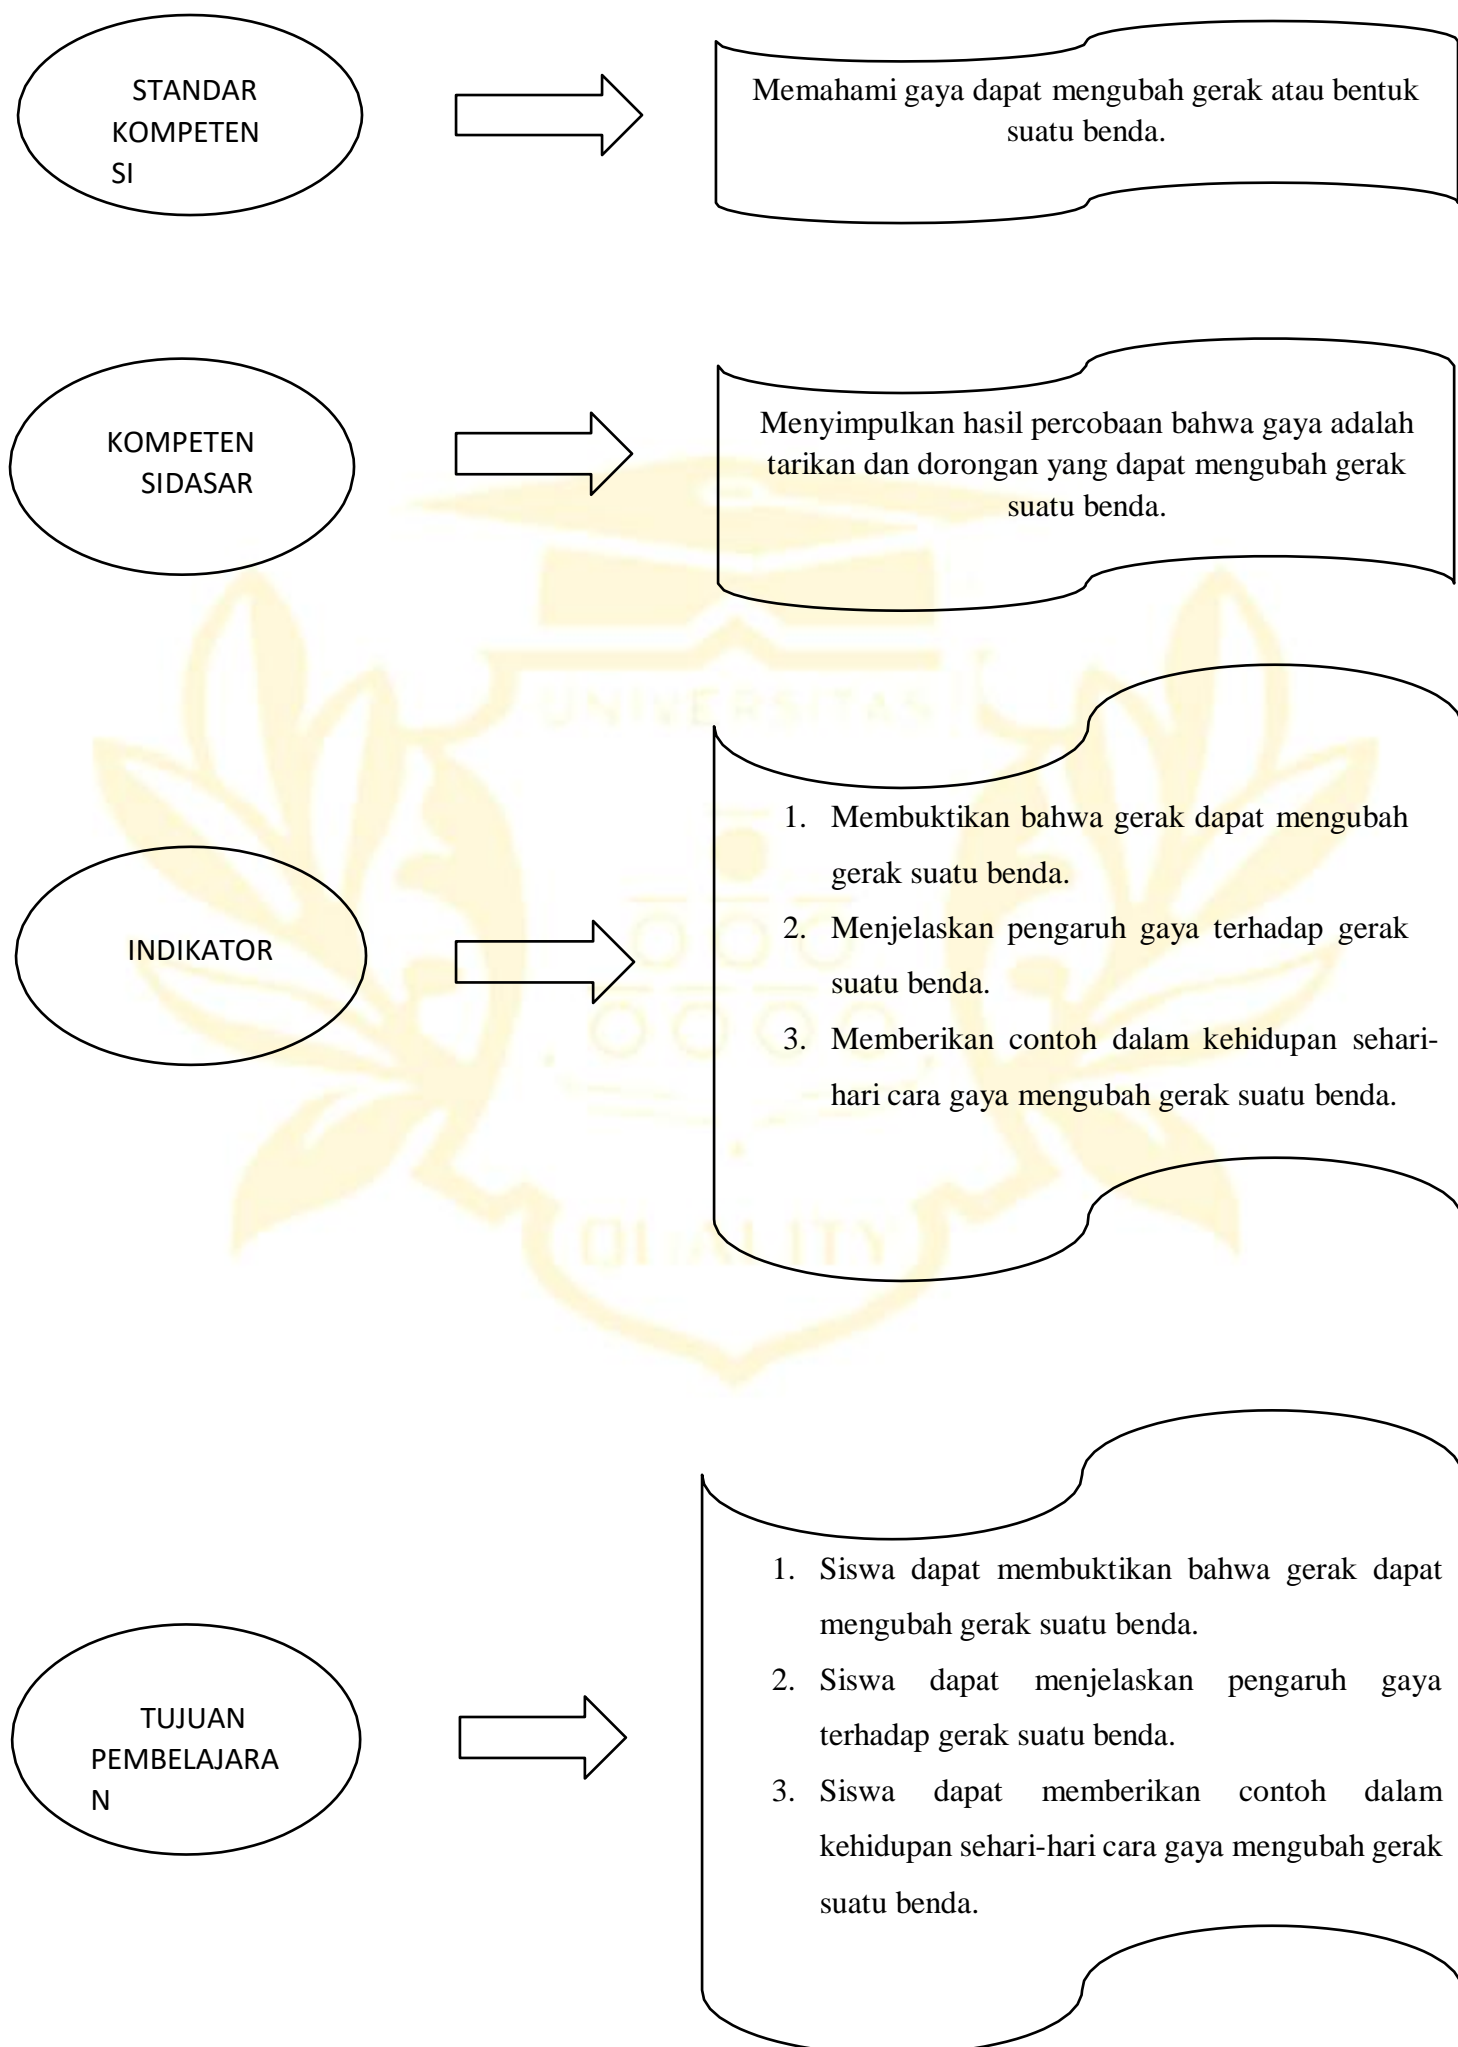 STANDAR
KOMPETEN
SI
Memahami gaya dapat mengubah gerak atau bentuk
suatu benda.
KOMPETEN
SIDASAR
Menyimpulkan hasil percobaan bahwa gaya adalah
tarikan dan dorongan yang dapat mengubah gerak
suatu benda.
UNIVERSITAS
INDIKATOR
1. Membuktikan bahwa gerak dapat mengubah
gerak suatu benda.
2. Menjelaskan pengaruh gaya terhadap gerak
suatu benda.
3. Memberikan contoh dalam kehidupan sehari-
hari cara gaya mengubah gerak suatu benda.
QUALITY
TUJUAN
PEMBELAJARA
N
1. Siswa dapat membuktikan bahwa gerak dapat
mengubah gerak suatu benda.
2. Siswa dapat menjelaskan pengaruh gaya
terhadap gerak suatu benda.
3. Siswa dapat memberikan contoh dalam
kehidupan sehari-hari cara gaya mengubah gerak
suatu benda.